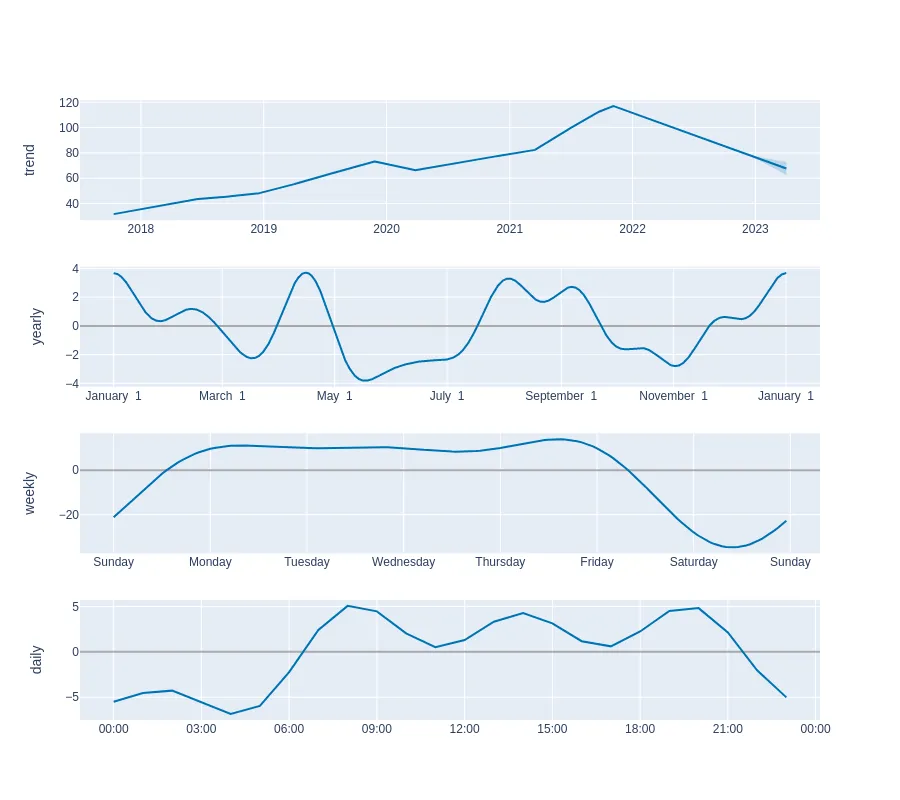 trend
120
100
80
60
40
2018 2019 2020 2021 2022 2023
yearly
4
2
0
−2
−4
January 1 March 1 May 1 July 1 September 1 November 1 January 1
weekly
0
−20
Sunday Monday Tuesday Wednesday Thursday Friday Saturday Sunday
daily
5
0
−5
00:00 03:00 06:00 09:00 12:00 15:00 18:00 21:00 00:00